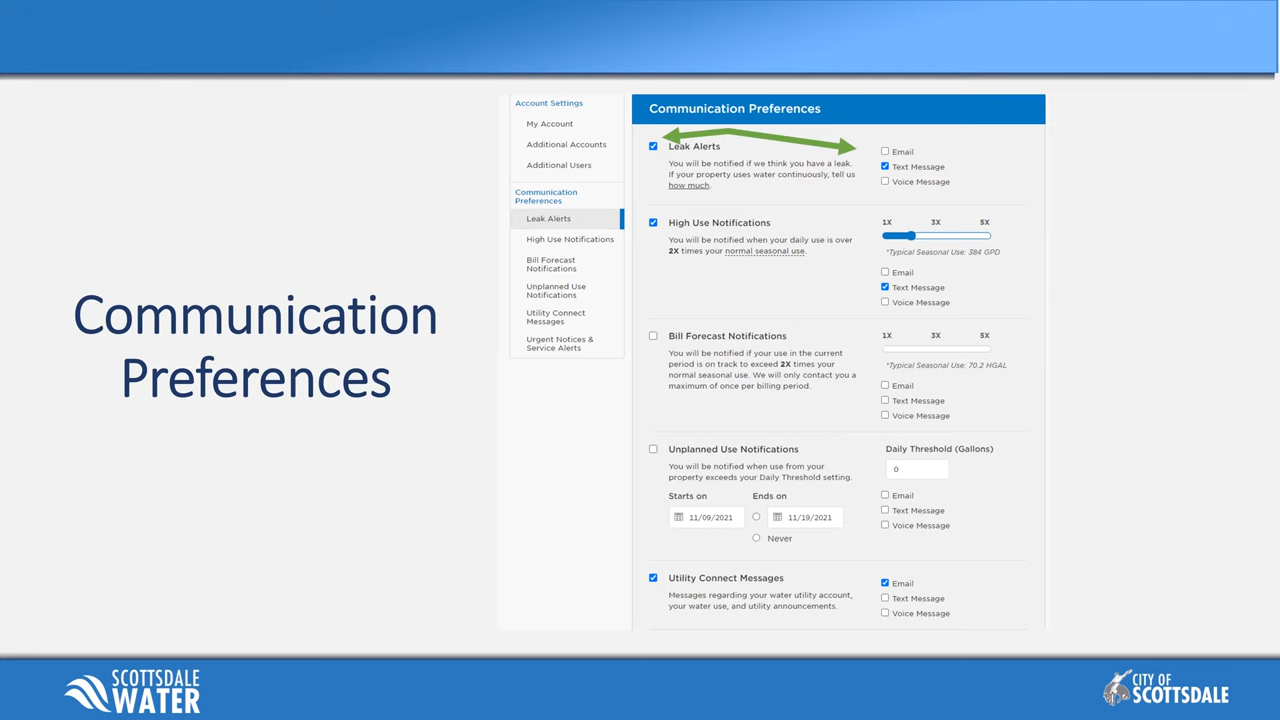 Communication
Preferences
Account Settings
My Account
Additional Accounts
Additional Users
Communication
Preferences
Leak Alerts
High Use Notifications
Bill Forecast
Notifications
Unplanned Use
Notifications
Utility Connect
Messages
Urgent Notices &
Service Alerts
Communication Preferences
Leak Alerts
You will be notified if we think you have a leak.
If your property uses water continuously, tell us
how much.
Email
Text Message
Voice Message
High Use Notifications
You will be notified when your daily use is over
2X times your normal seasonal use.
1X 3X 5X
*Typical Seasonal Use: 384 GPD
Email
Text Message
Voice Message
Bill Forecast Notifications
You will be notified if your use in the current
period is on track to exceed 2X times your
normal seasonal use. We will only contact you a
maximum of once per billing period.
1X 3X 5X
*Typical Seasonal Use: 70.2 HGAL
Email
Text Message
Voice Message
Unplanned Use Notifications
You will be notified when use from your
property exceeds your Daily Threshold setting.
Starts on Ends on
11/09/2021 11/19/2021
Never
Daily Threshold (Gallons)
0
Email
Text Message
Voice Message
Utility Connect Messages
Messages regarding your water utility account,
your water use, and utility announcements.
Email
Text Message
Voice Message
SCOTTSDALE
WATER
CITY OF
SCOTTSDALE